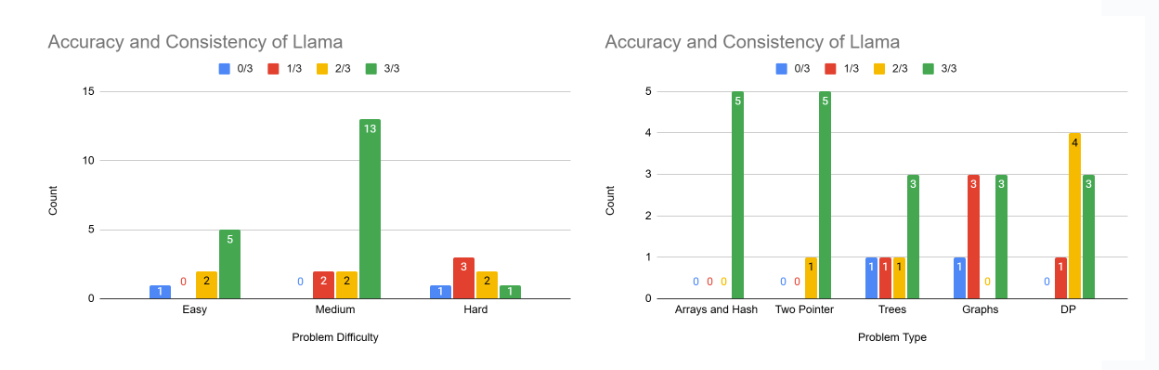 Accuracy and Consistency of Llama
0/3 1/3 2/3 3/3
15
10
5
0
Count
1 0 2 5
0 2 2 13
1 3 2 1
Easy Medium Hard
Problem Difficulty
Accuracy and Consistency of Llama
0/3 1/3 2/3 3/3
5
4
3
2
1
0
Count
0 0 0 5
0 0 1 5
1 1 1 3
1 3 0 3
0 1 4 3
Arrays and Hash Two Pointer Trees Graphs DP
Problem Type